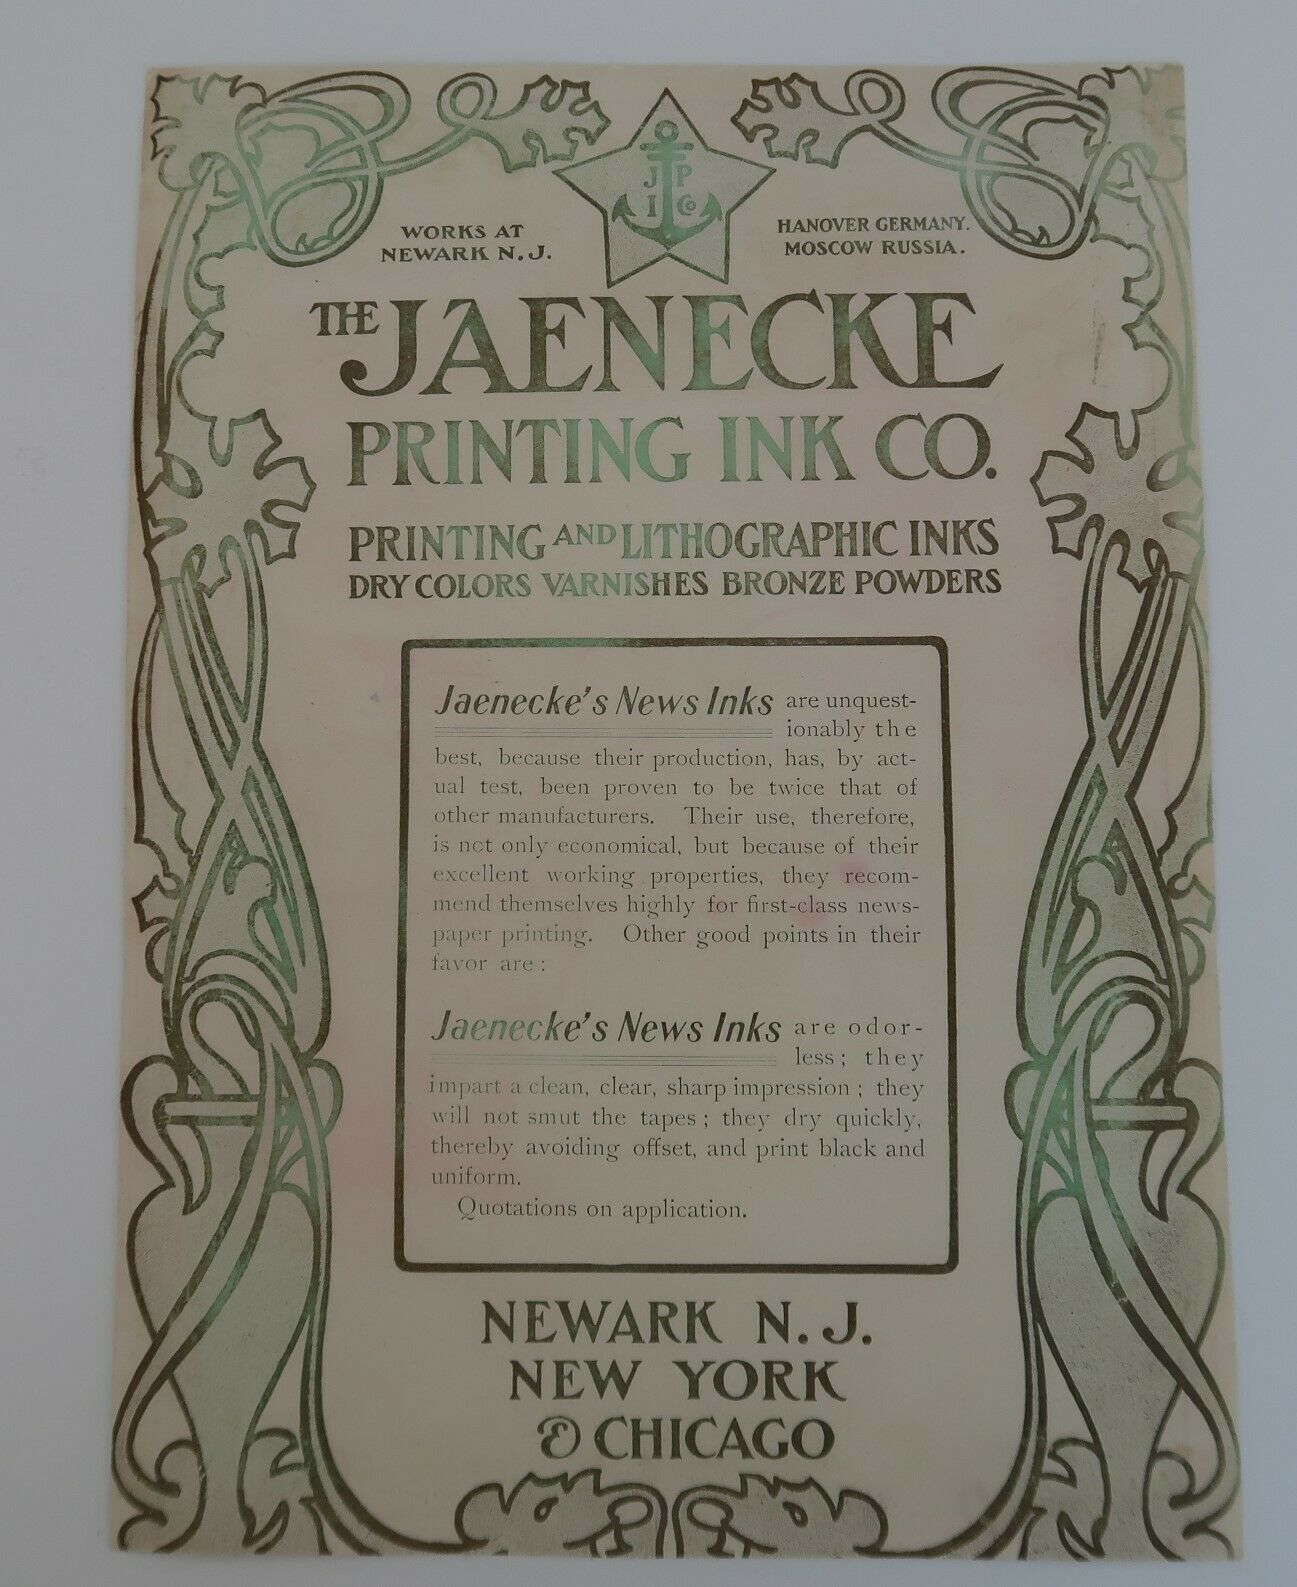 J P
I Co
WORKS AT
NEWARK N.J.
HANOVER GERMANY.
MOSCOW RUSSIA.
THE JAENECKE
PRINTING INK CO.
PRINTING AND LITHOGRAPHIC INKS
DRY COLORS VARNISHES BRONZE POWDERS
Jaenecke's News Inks are unquest-
ionably the
best, because their production, has, by act-
ual test, been proven to be twice that of
other manufacturers. Their use, therefore,
is not only economical, but because of their
excellent working properties, they recom-
mend themselves highly for first-class news-
paper printing. Other good points in their
favor are:
Jaenecke's News Inks are odor-
less; they
impart a clean, clear, sharp impression; they
will not smut the tapes; they dry quickly,
thereby avoiding offset, and print black and
uniform.
Quotations on application.
NEWARK N. J.
NEW YORK
& CHICAGO